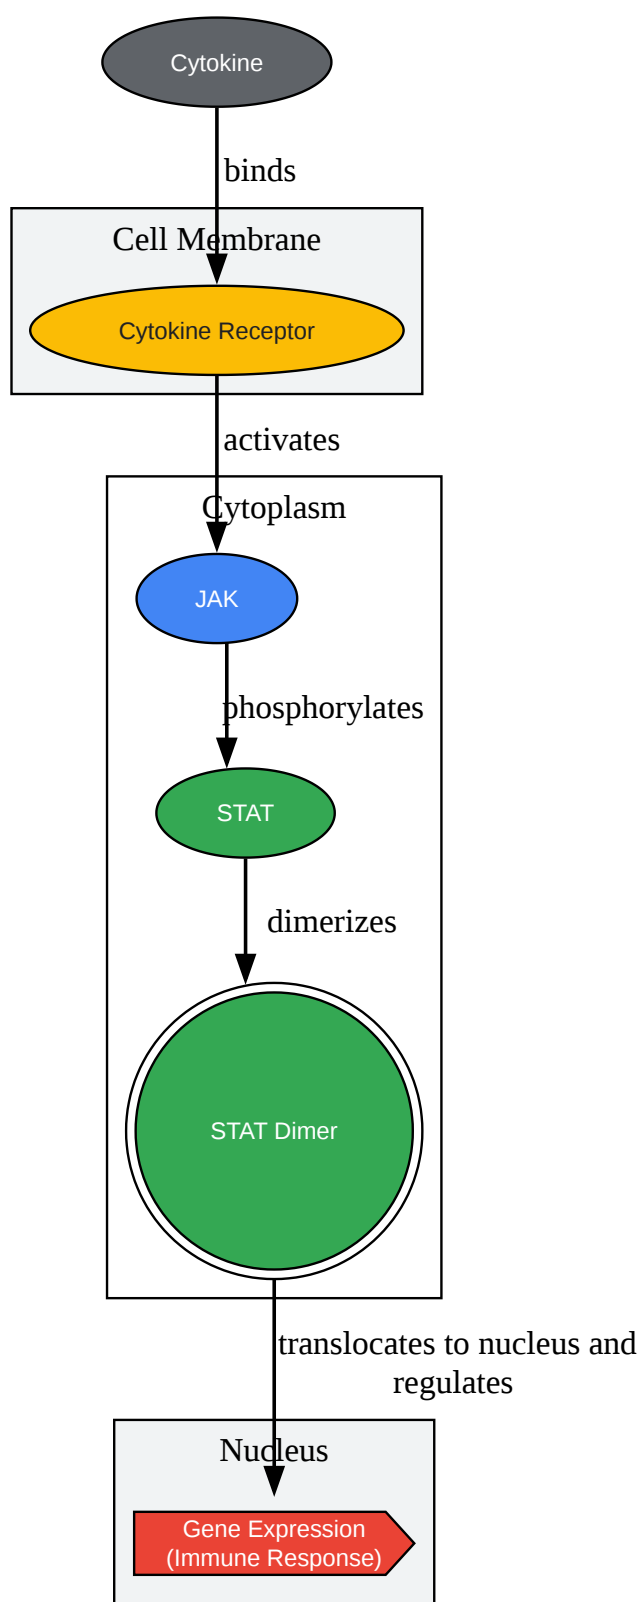 Cytokine
binds
Cell Membrane
Cytokine Receptor
activates
Cytoplasm
JAK
phosphorylates
STAT
dimerizes
STAT Dimer
translocates to nucleus and
regulates
Nucleus
Gene Expression
(Immune Response)